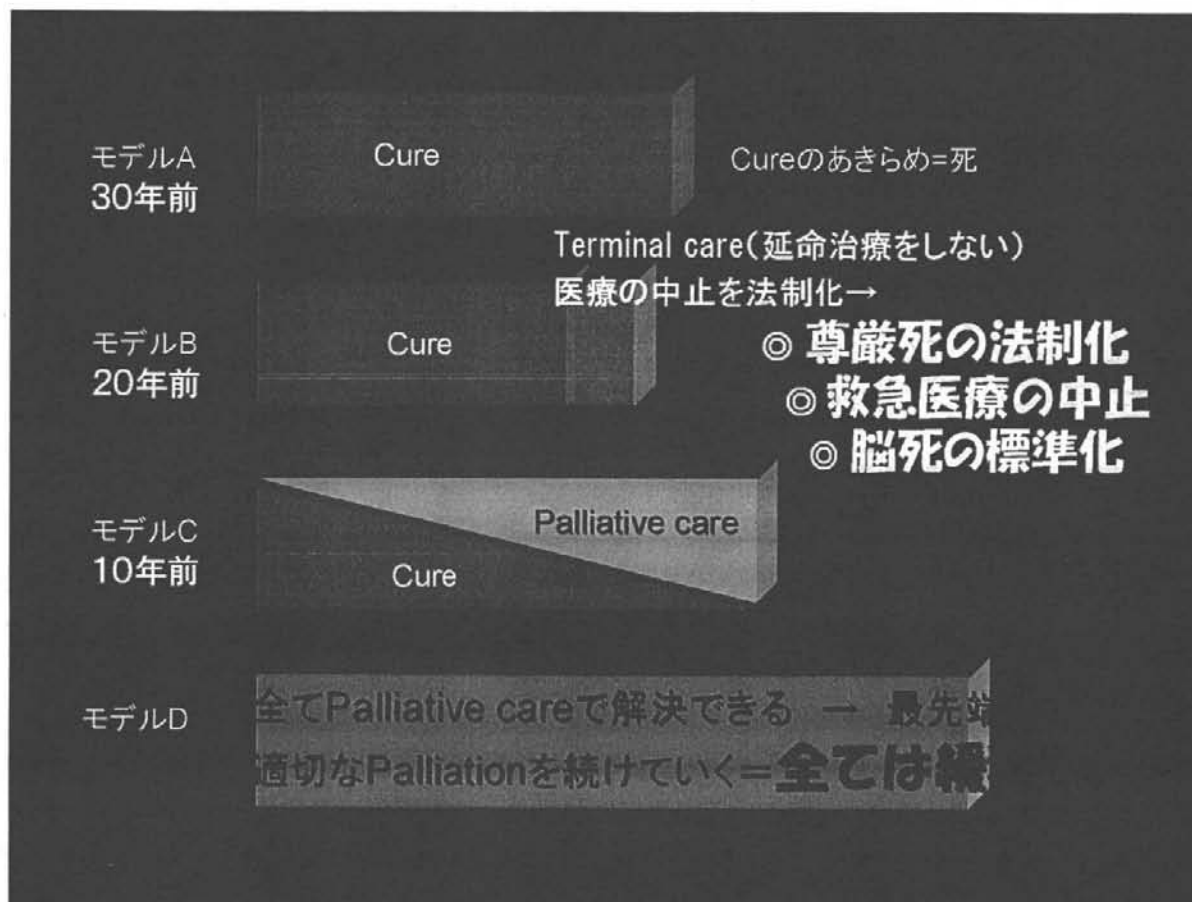 モデルA
30年前
Cure
Cureのあきらめ=死
Terminal care(延命治療をしない)
医療の中止を法制化→
モデルB
20年前
Cure
◎ 尊厳死の法制化
◎ 救急医療の中止
◎ 脳死の標準化
モデルC
10年前
Palliative care
Cure
モデルD
全てPalliative careで解決できる → 最先端
適切なPalliationを続けていく=全ては緩